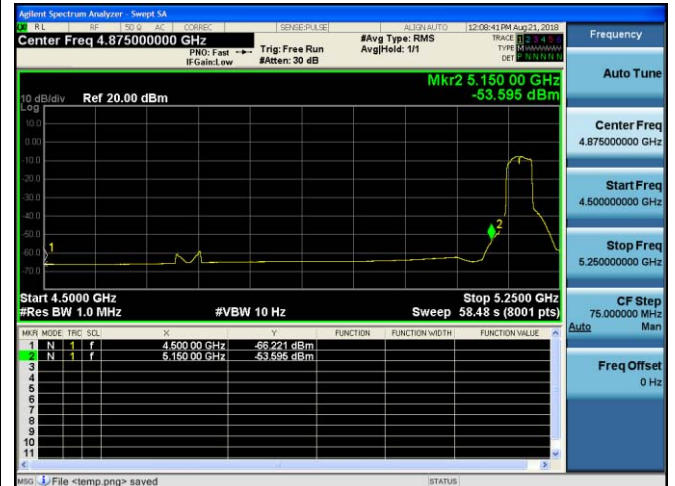 Agilent Spectrum Analyzer - Swept SA
RL RF 50 Ω AC CORREC SENSE:PULSE ALIGN AUTO 12:08:41 PM Aug 21, 2018
Center Freq 4.875000000 GHz
PNO: Fast
IFGain:Low
Trig: Free Run
#Atten: 30 dB
#Avg Type: RMS
Avg|Hold: 1/1
TRACE 1 2 3 4 5 6
TYPE M
DET P N N N N N
Frequency
Auto Tune
Center Freq
4.875000000 GHz
Start Freq
4.500000000 GHz
Stop Freq
5.250000000 GHz
CF Step
75.000000 MHz
Auto Man
Freq Offset
0 Hz
Mkr2 5.150 00 GHz
-53.595 dBm
10 dB/div Ref 20.00 dBm
Log
10.0
0.00
-10.0
-20.0
-30.0
-40.0
-50.0
-60.0
-70.0
1
2
Start 4.5000 GHz Stop 5.2500 GHz
#Res BW 1.0 MHz #VBW 10 Hz Sweep 58.48 s (8001 pts)
MKR MODE TRC SCL X Y FUNCTION FUNCTION WIDTH FUNCTION VALUE
1 N 1 f 4.500 00 GHz -66.221 dBm
2 N 1 f 5.150 00 GHz -53.595 dBm
3
4
5
6
7
8
9
10
11
MSG File <temp.png> saved STATUS